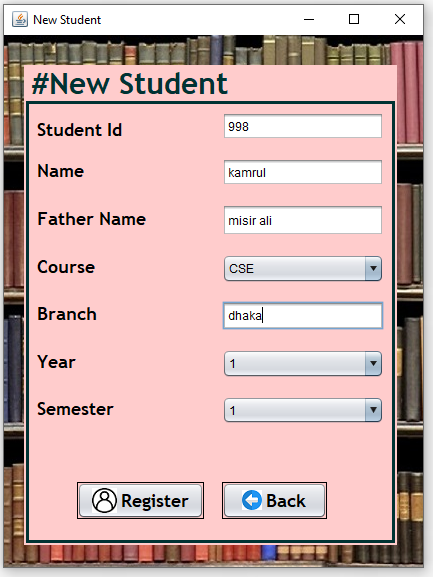 New Student
#New Student
Student Id 998
Name kamrul
Father Name misir ali
Course CSE
Branch dhaka
Year 1
Semester 1
Register Back